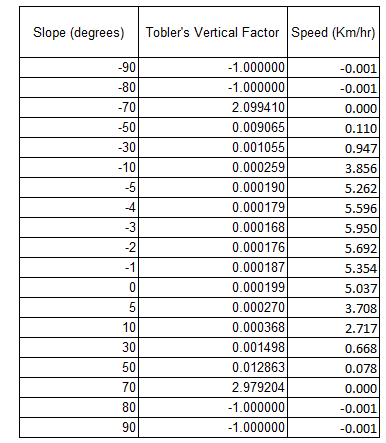 Slope (degrees) Tobler's Vertical Factor Speed (Km/hr)
-90 -1.000000 -0.001
-80 -1.000000 -0.001
-70 2.099410 0.000
-50 0.009065 0.110
-30 0.001055 0.947
-10 0.000259 3.856
-5 0.000190 5.262
-4 0.000179 5.596
-3 0.000168 5.950
-2 0.000176 5.692
-1 0.000187 5.354
0 0.000199 5.037
5 0.000270 3.708
10 0.000368 2.717
30 0.001498 0.668
50 0.012863 0.078
70 2.979204 0.000
80 -1.000000 -0.001
90 -1.000000 -0.001